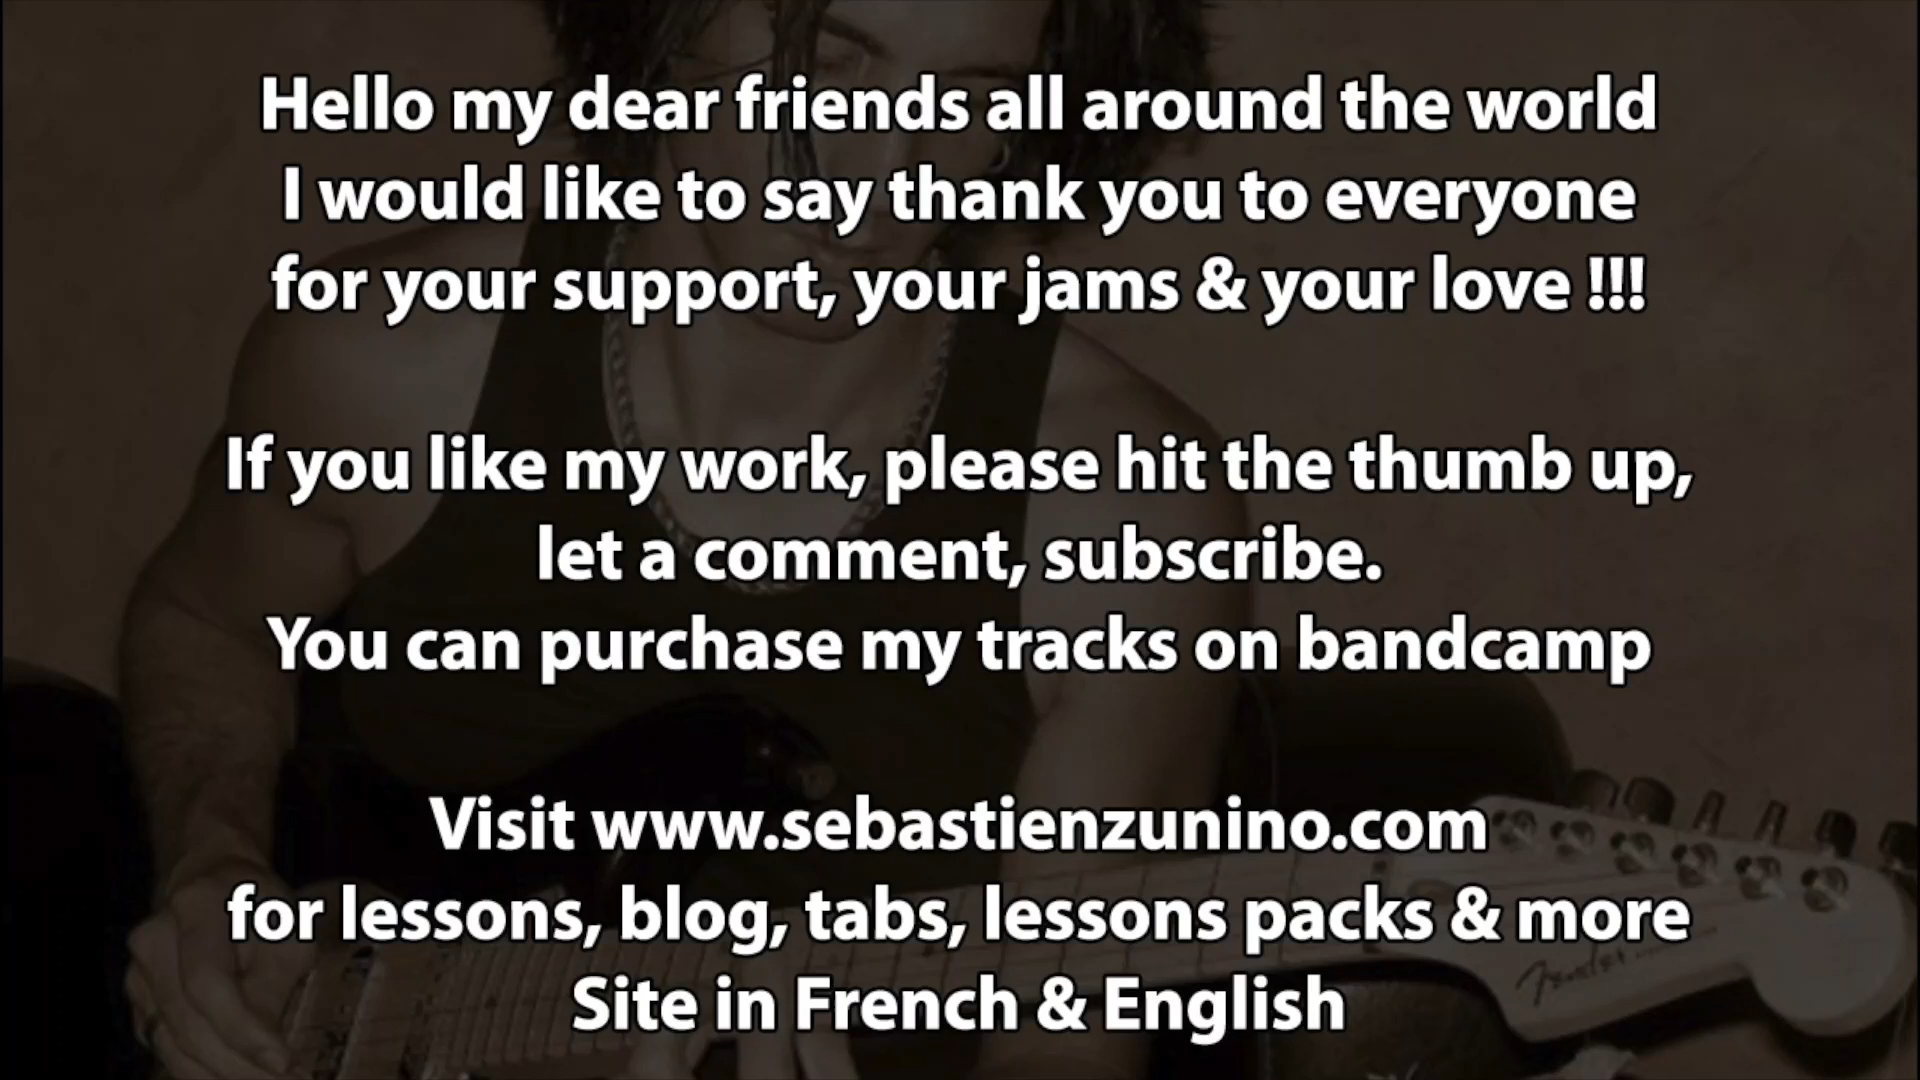 Hello my dear friends all around the world
I would like to say thank you to everyone
for your support, your jams & your love !!!
If you like my work, please hit the thumb up,
let a comment, subscribe.
You can purchase my tracks on bandcamp
Visit www.sebastienzunino.com
for lessons, blog, tabs, lessons packs & more
Site in French & English
Fender